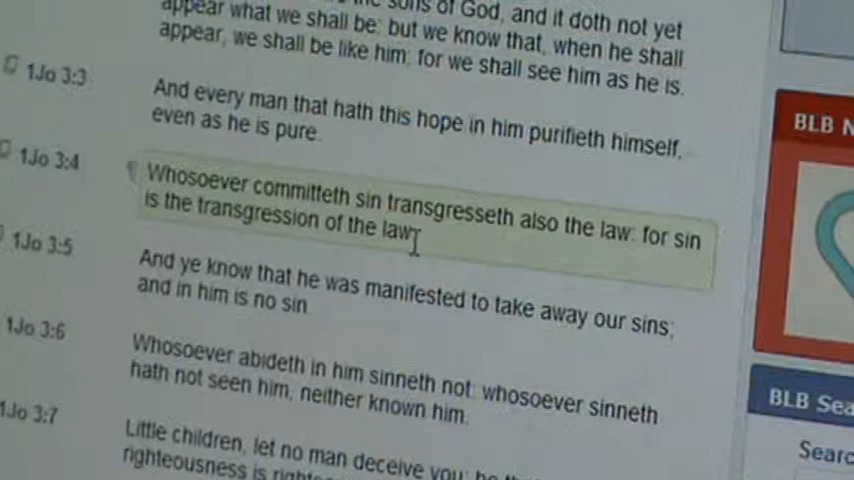 the sons of God, and it doth not yet
appear what we shall be: but we know that, when he shall
appear, we shall be like him; for we shall see him as he is.
1Jo 3:3
And every man that hath this hope in him purifieth himself,
even as he is pure.
1Jo 3:4
¶ Whosoever committeth sin transgresseth also the law: for sin
is the transgression of the law.
1Jo 3:5
And ye know that he was manifested to take away our sins;
and in him is no sin.
1Jo 3:6
Whosoever abideth in him sinneth not: whosoever sinneth
hath not seen him, neither known him.
1Jo 3:7
Little children, let no man deceive you:
righteousness is
BLB N
BLB Sea
Searc